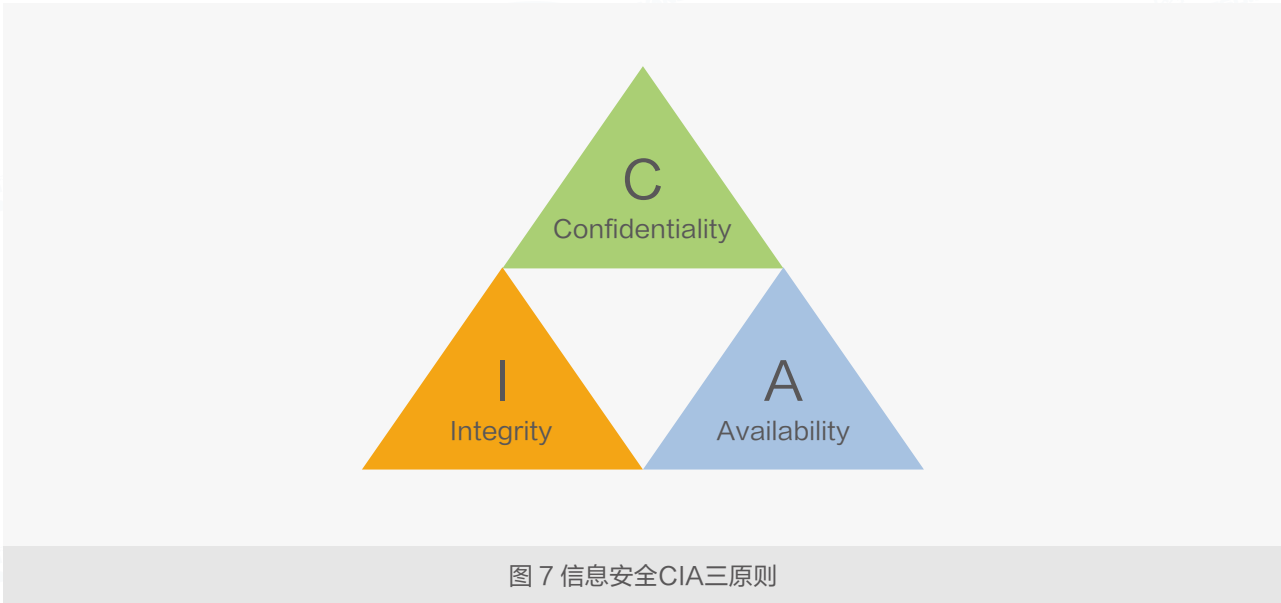 C
Confidentiality
I
Integrity
A
Availability
图 7 信息安全CIA三原则